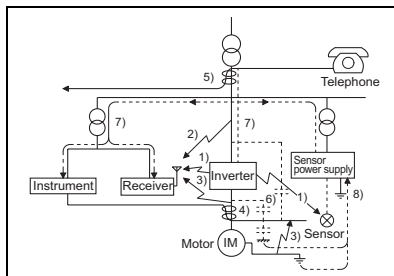 5)
Telephone
7)
2)
7)
1)
Instrument
Receiver
3)
Inverter
Sensor
power supply
1)
6)
8)
4)
Sensor
3)
Motor
IM